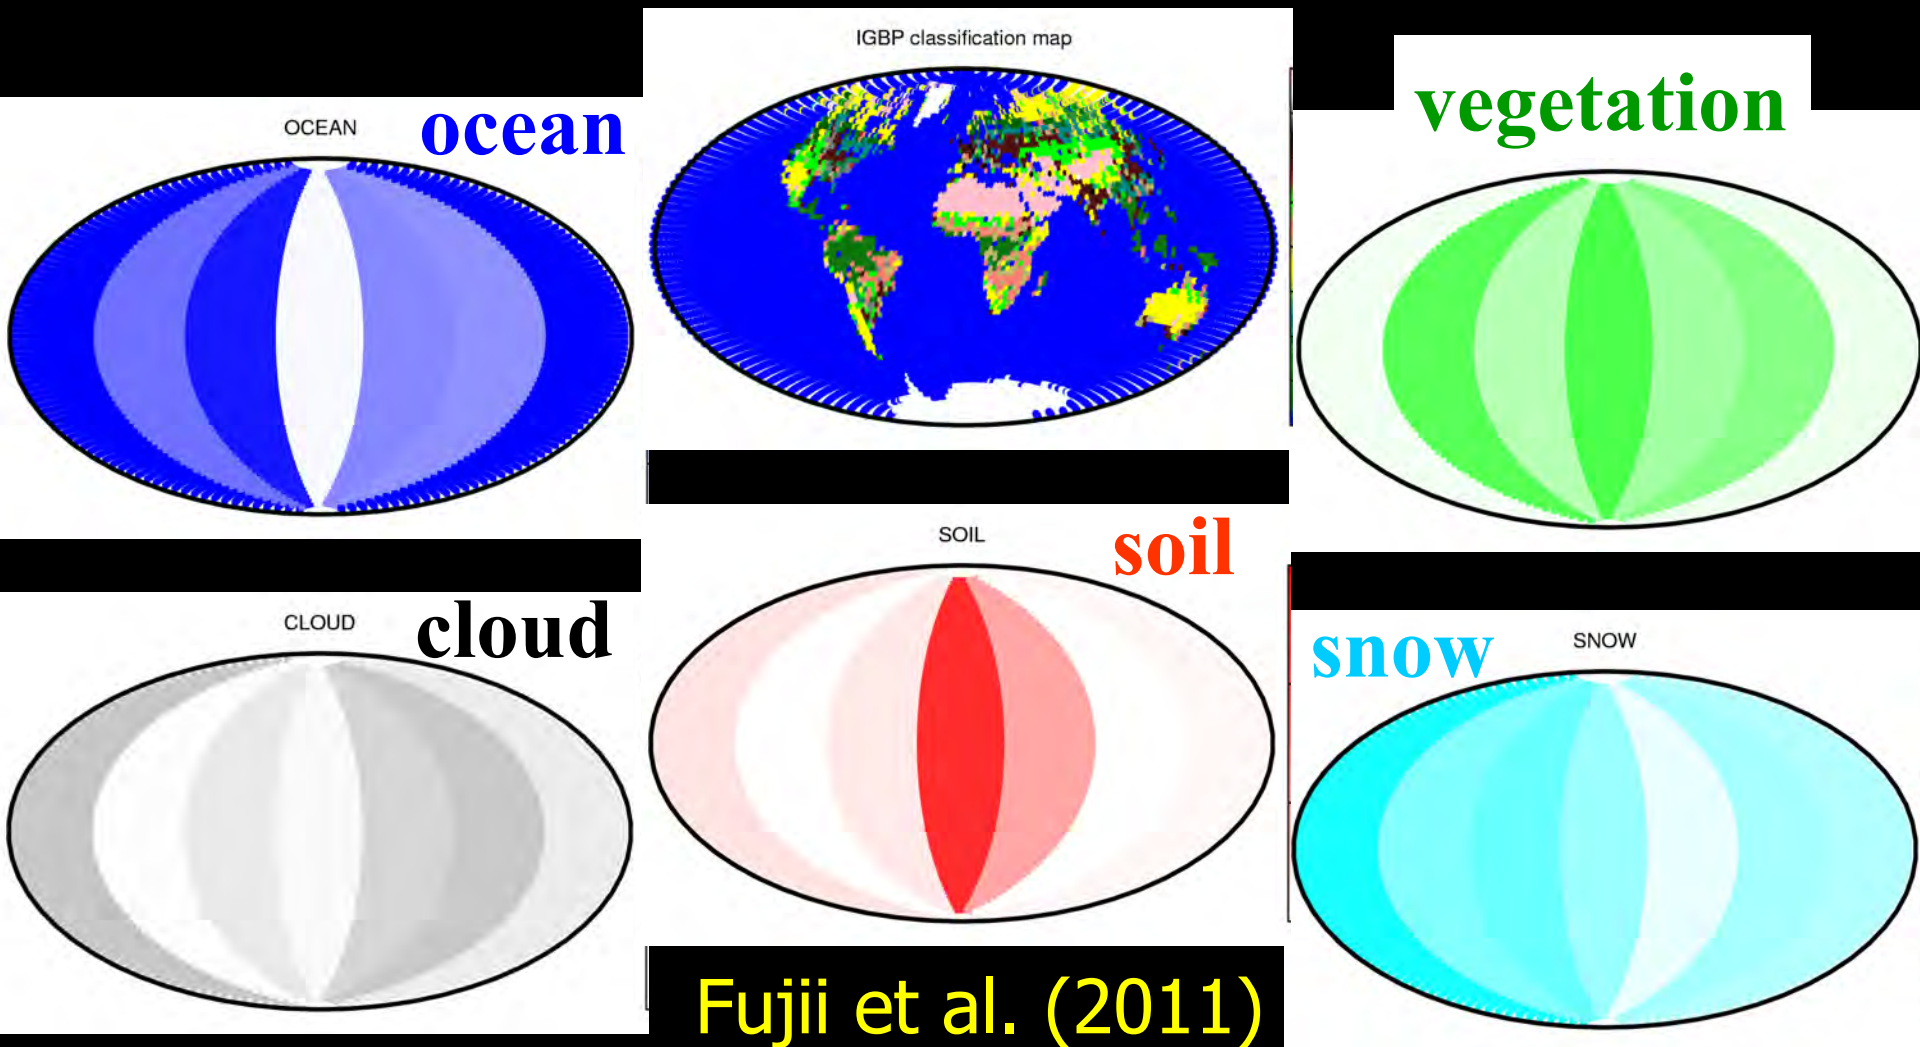 IGBP classification map
OCEAN
ocean
vegetation
SOIL
soil
CLOUD
cloud
snow
SNOW
Fujii et al. (2011)